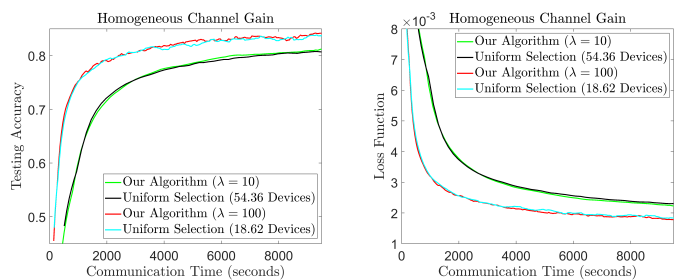 Homogeneous Channel Gain
Testing Accuracy
0.8
0.7
0.6
0.5
Our Algorithm (λ = 10)
Uniform Selection (54.36 Devices)
Our Algorithm (λ = 100)
Uniform Selection (18.62 Devices)
0 2000 4000 6000 8000
Communication Time (seconds)
Homogeneous Channel Gain
×10⁻³
Loss Function
8
7
6
5
4
3
2
1
Our Algorithm (λ = 10)
Uniform Selection (54.36 Devices)
Our Algorithm (λ = 100)
Uniform Selection (18.62 Devices)
0 2000 4000 6000 8000
Communication Time (seconds)